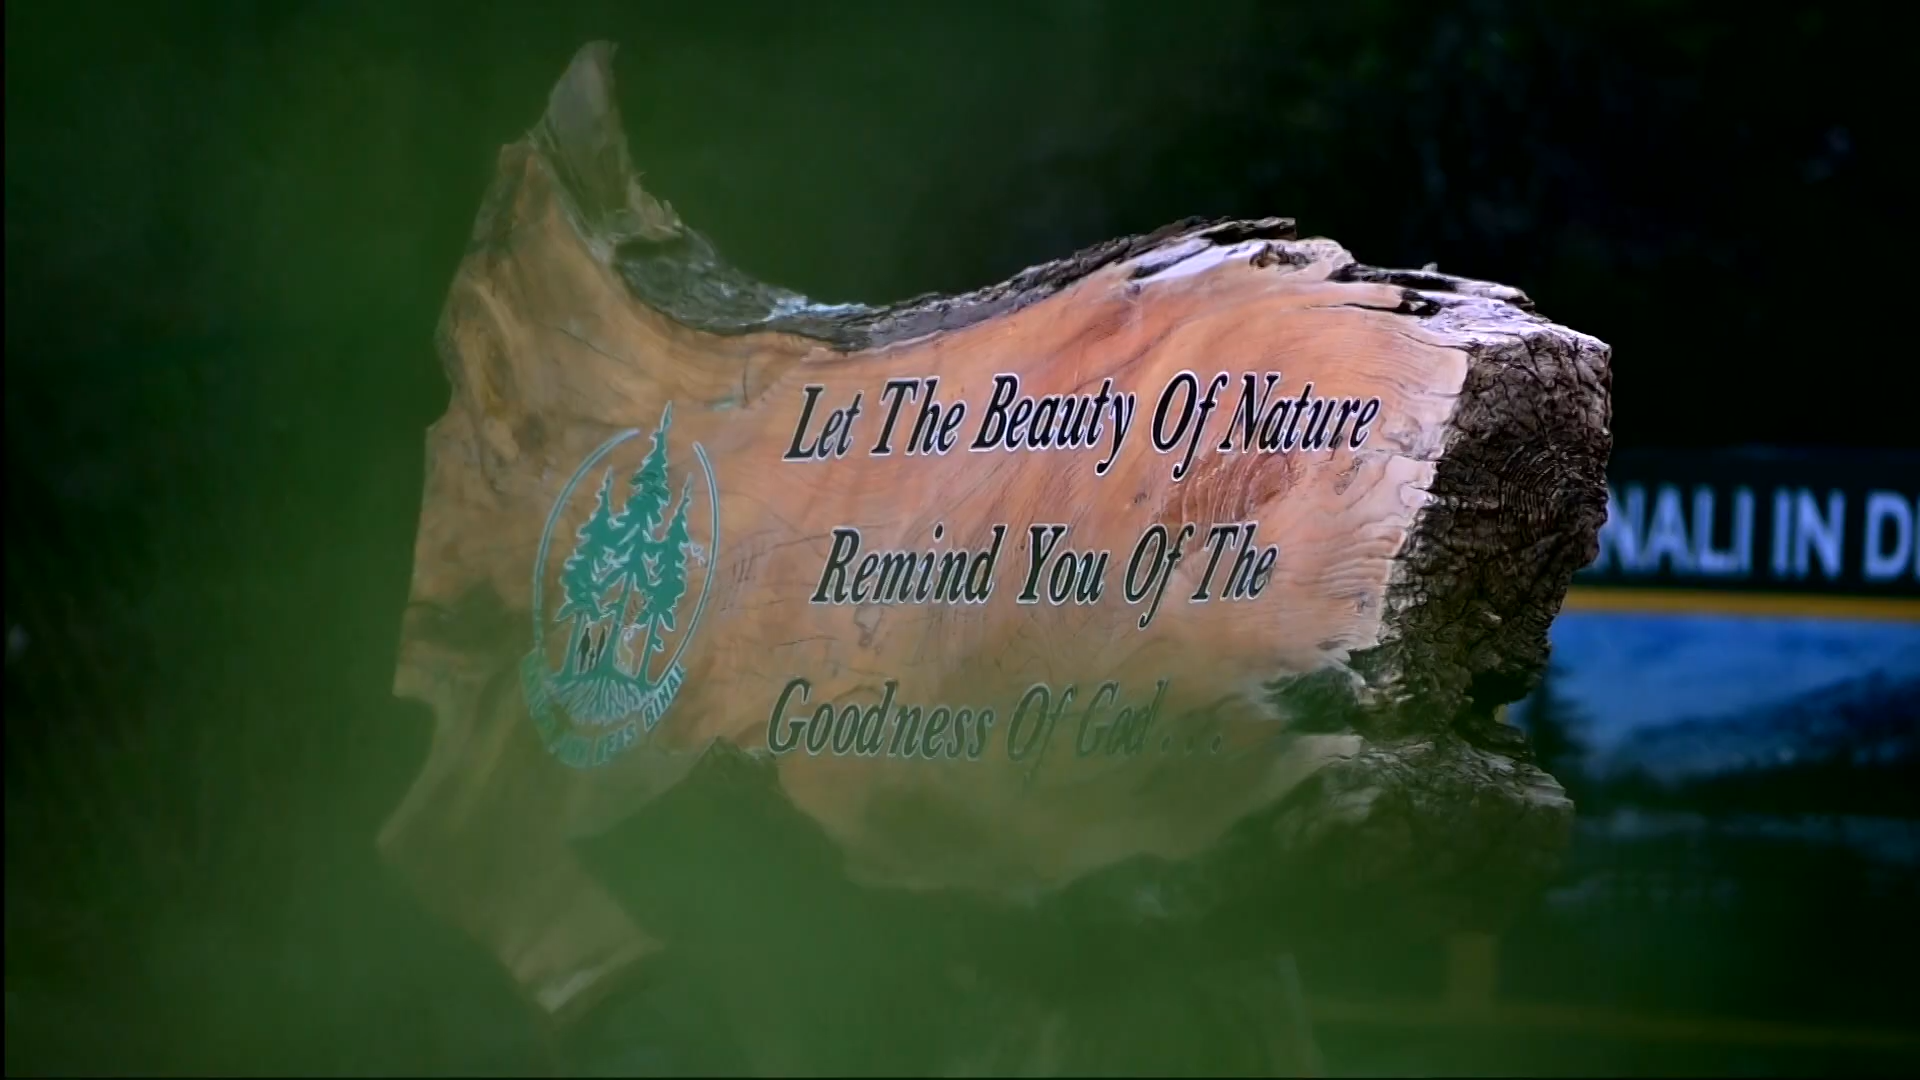 Let The Beauty Of Nature
Remind You Of The
Goodness Of God...
NALI IN D